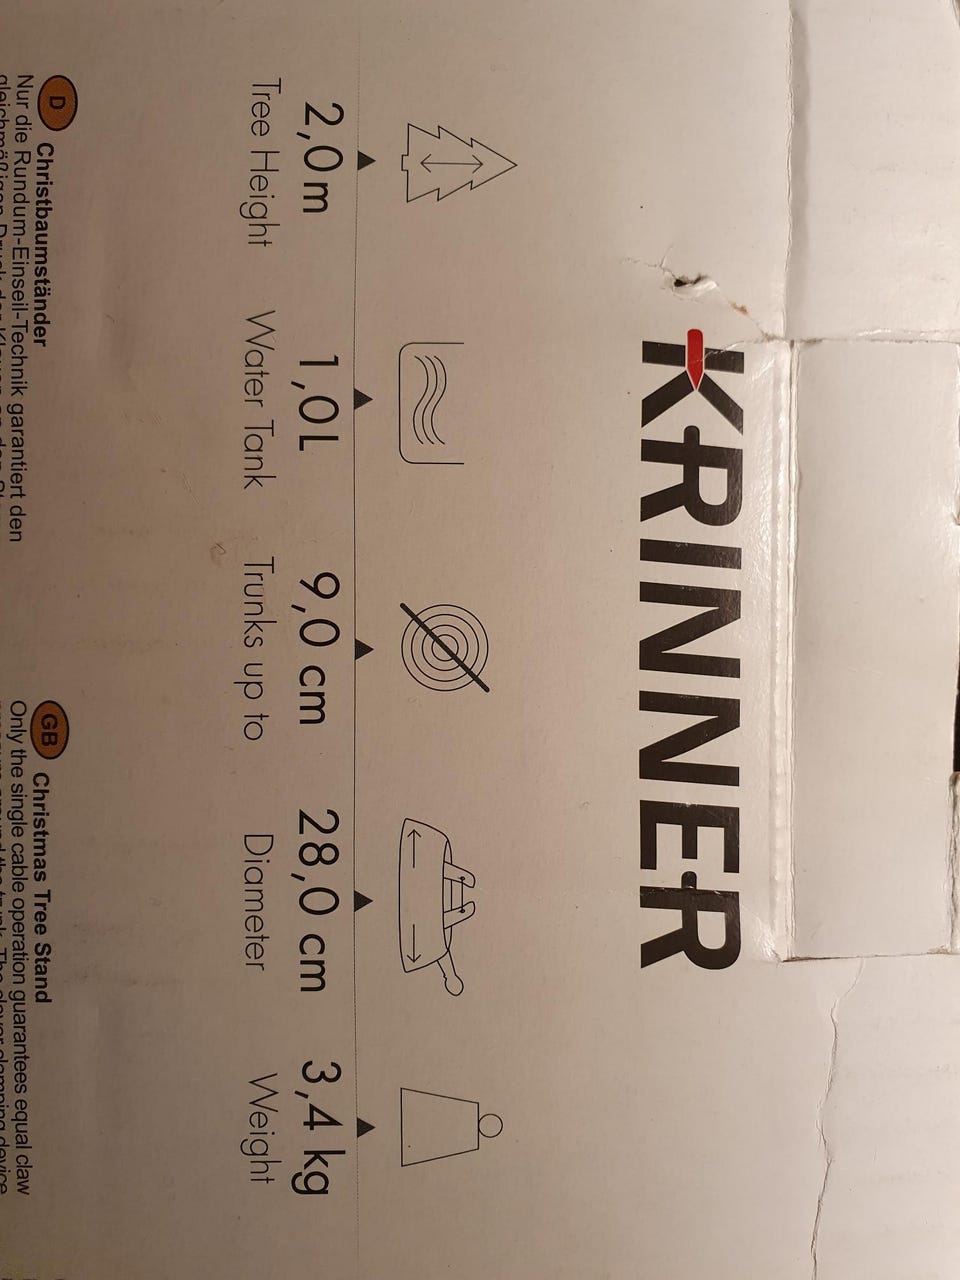 KRINNER
2,0 m
Tree Height
1,0 L
Water Tank
9,0 cm
Trunks up to
28,0 cm
Diameter
3,4 kg
Weight
D Christbaumständer
Nur die Rundum-Einseil-Technik garantiert den
GB Christmas Tree Stand
Only the single cable operation guarantees equal claw